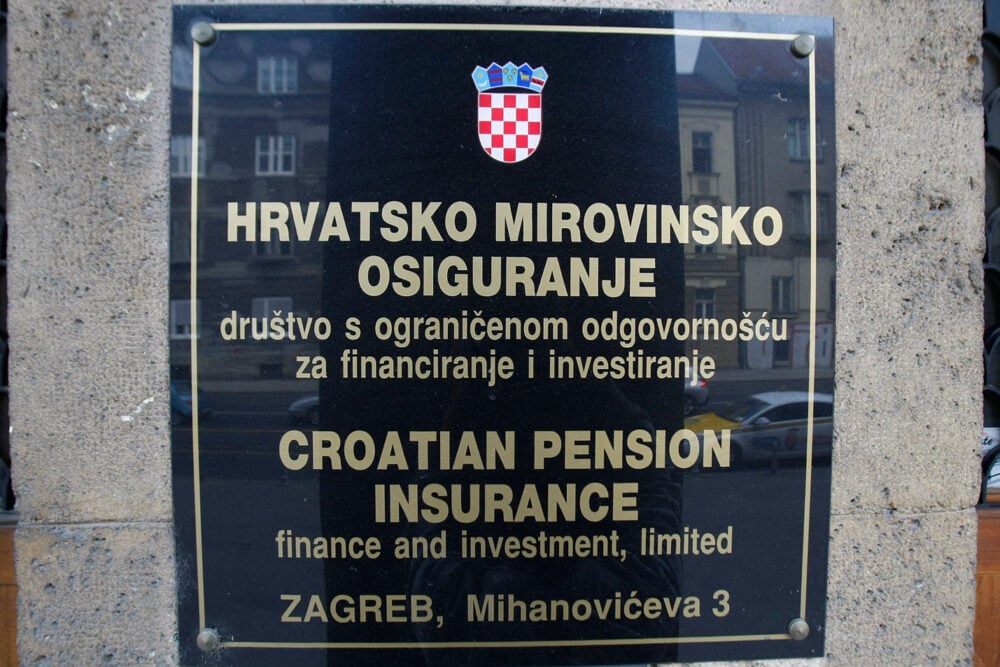 HRVATSKO MIROVINSKO
OSIGURANJE
društvo s ograničenom odgovornošću
za financiranje i investiranje
CROATIAN PENSION
INSURANCE
finance and investment, limited
ZAGREB, Mihanovićeva 3